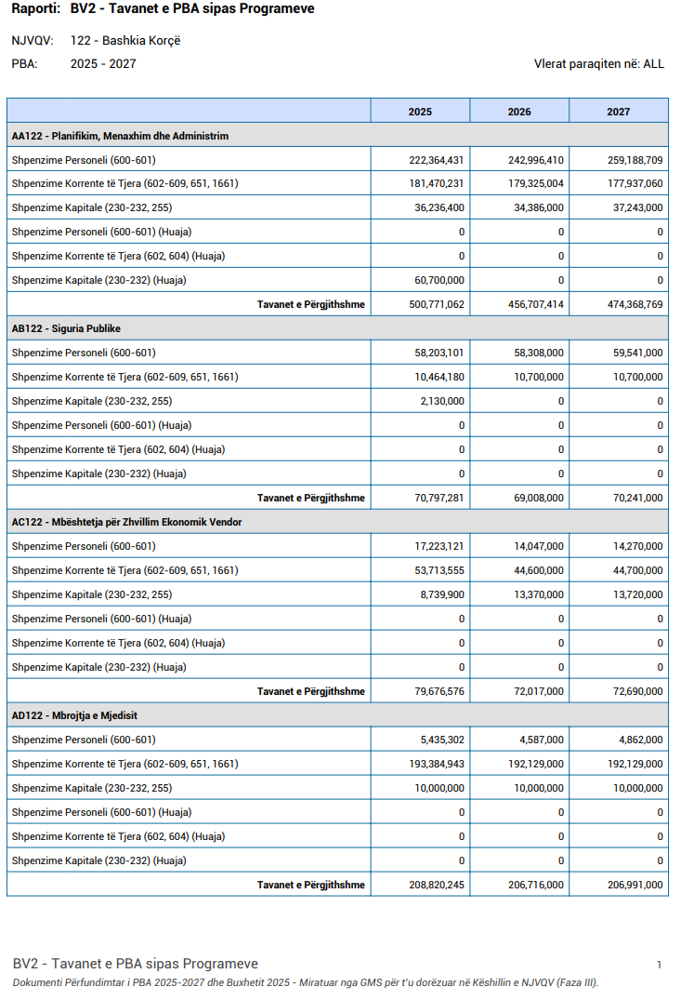 Raporti: BV2 - Tavanet e PBA sipas Programeve
NJVQV: 122 - Bashkia Korçë
PBA: 2025 - 2027 Vlerat paraqiten në: ALL
2025 2026 2027
AA122 - Planifikim, Menaxhim dhe Administrim
Shpenzime Personeli (600-601) 222,364,431 242,996,410 259,188,709
Shpenzime Korrente të Tjera (602-609, 651, 1661) 181,470,231 179,325,004 177,937,060
Shpenzime Kapitale (230-232, 255) 36,236,400 34,386,000 37,243,000
Shpenzime Personeli (600-601) (Huaja) 0 0 0
Shpenzime Korrente të Tjera (602, 604) (Huaja) 0 0 0
Shpenzime Kapitale (230-232) (Huaja) 60,700,000 0 0
Tavanet e Përgjithshme 500,771,062 456,707,414 474,368,769
AB122 - Siguria Publike
Shpenzime Personeli (600-601) 58,203,101 58,308,000 59,541,000
Shpenzime Korrente të Tjera (602-609, 651, 1661) 10,464,180 10,700,000 10,700,000
Shpenzime Kapitale (230-232, 255) 2,130,000 0 0
Shpenzime Personeli (600-601) (Huaja) 0 0 0
Shpenzime Korrente të Tjera (602, 604) (Huaja) 0 0 0
Shpenzime Kapitale (230-232) (Huaja) 0 0 0
Tavanet e Përgjithshme 70,797,281 69,008,000 70,241,000
AC122 - Mbështetja për Zhvillim Ekonomik Vendor
Shpenzime Personeli (600-601) 17,223,121 14,047,000 14,270,000
Shpenzime Korrente të Tjera (602-609, 651, 1661) 53,713,555 44,600,000 44,700,000
Shpenzime Kapitale (230-232, 255) 8,739,900 13,370,000 13,720,000
Shpenzime Personeli (600-601) (Huaja) 0 0 0
Shpenzime Korrente të Tjera (602, 604) (Huaja) 0 0 0
Shpenzime Kapitale (230-232) (Huaja) 0 0 0
Tavanet e Përgjithshme 79,676,576 72,017,000 72,690,000
AD122 - Mbrojtja e Mjedisit
Shpenzime Personeli (600-601) 5,435,302 4,587,000 4,862,000
Shpenzime Korrente të Tjera (602-609, 651, 1661) 193,384,943 192,129,000 192,129,000
Shpenzime Kapitale (230-232, 255) 10,000,000 10,000,000 10,000,000
Shpenzime Personeli (600-601) (Huaja) 0 0 0
Shpenzime Korrente të Tjera (602, 604) (Huaja) 0 0 0
Shpenzime Kapitale (230-232) (Huaja) 0 0 0
Tavanet e Përgjithshme 208,820,245 206,716,000 206,991,000
BV2 - Tavanet e PBA sipas Programeve 1
Dokumenti Përfundimtar i PBA 2025-2027 dhe Buxhetit 2025 - Miratuar nga GMS për t'u dorëzuar në Këshillin e NJVQV (Faza III).